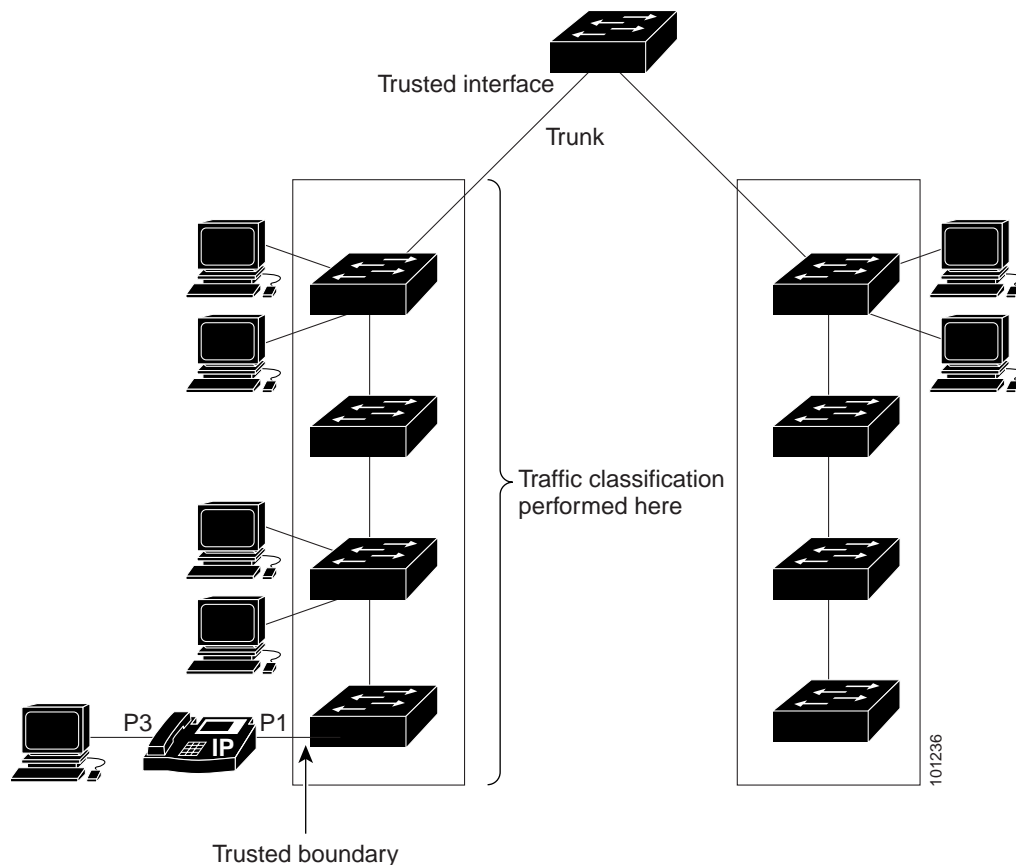 Trusted interface
Trunk
Traffic classification
performed here
P3
IP
P1
101236
Trusted boundary